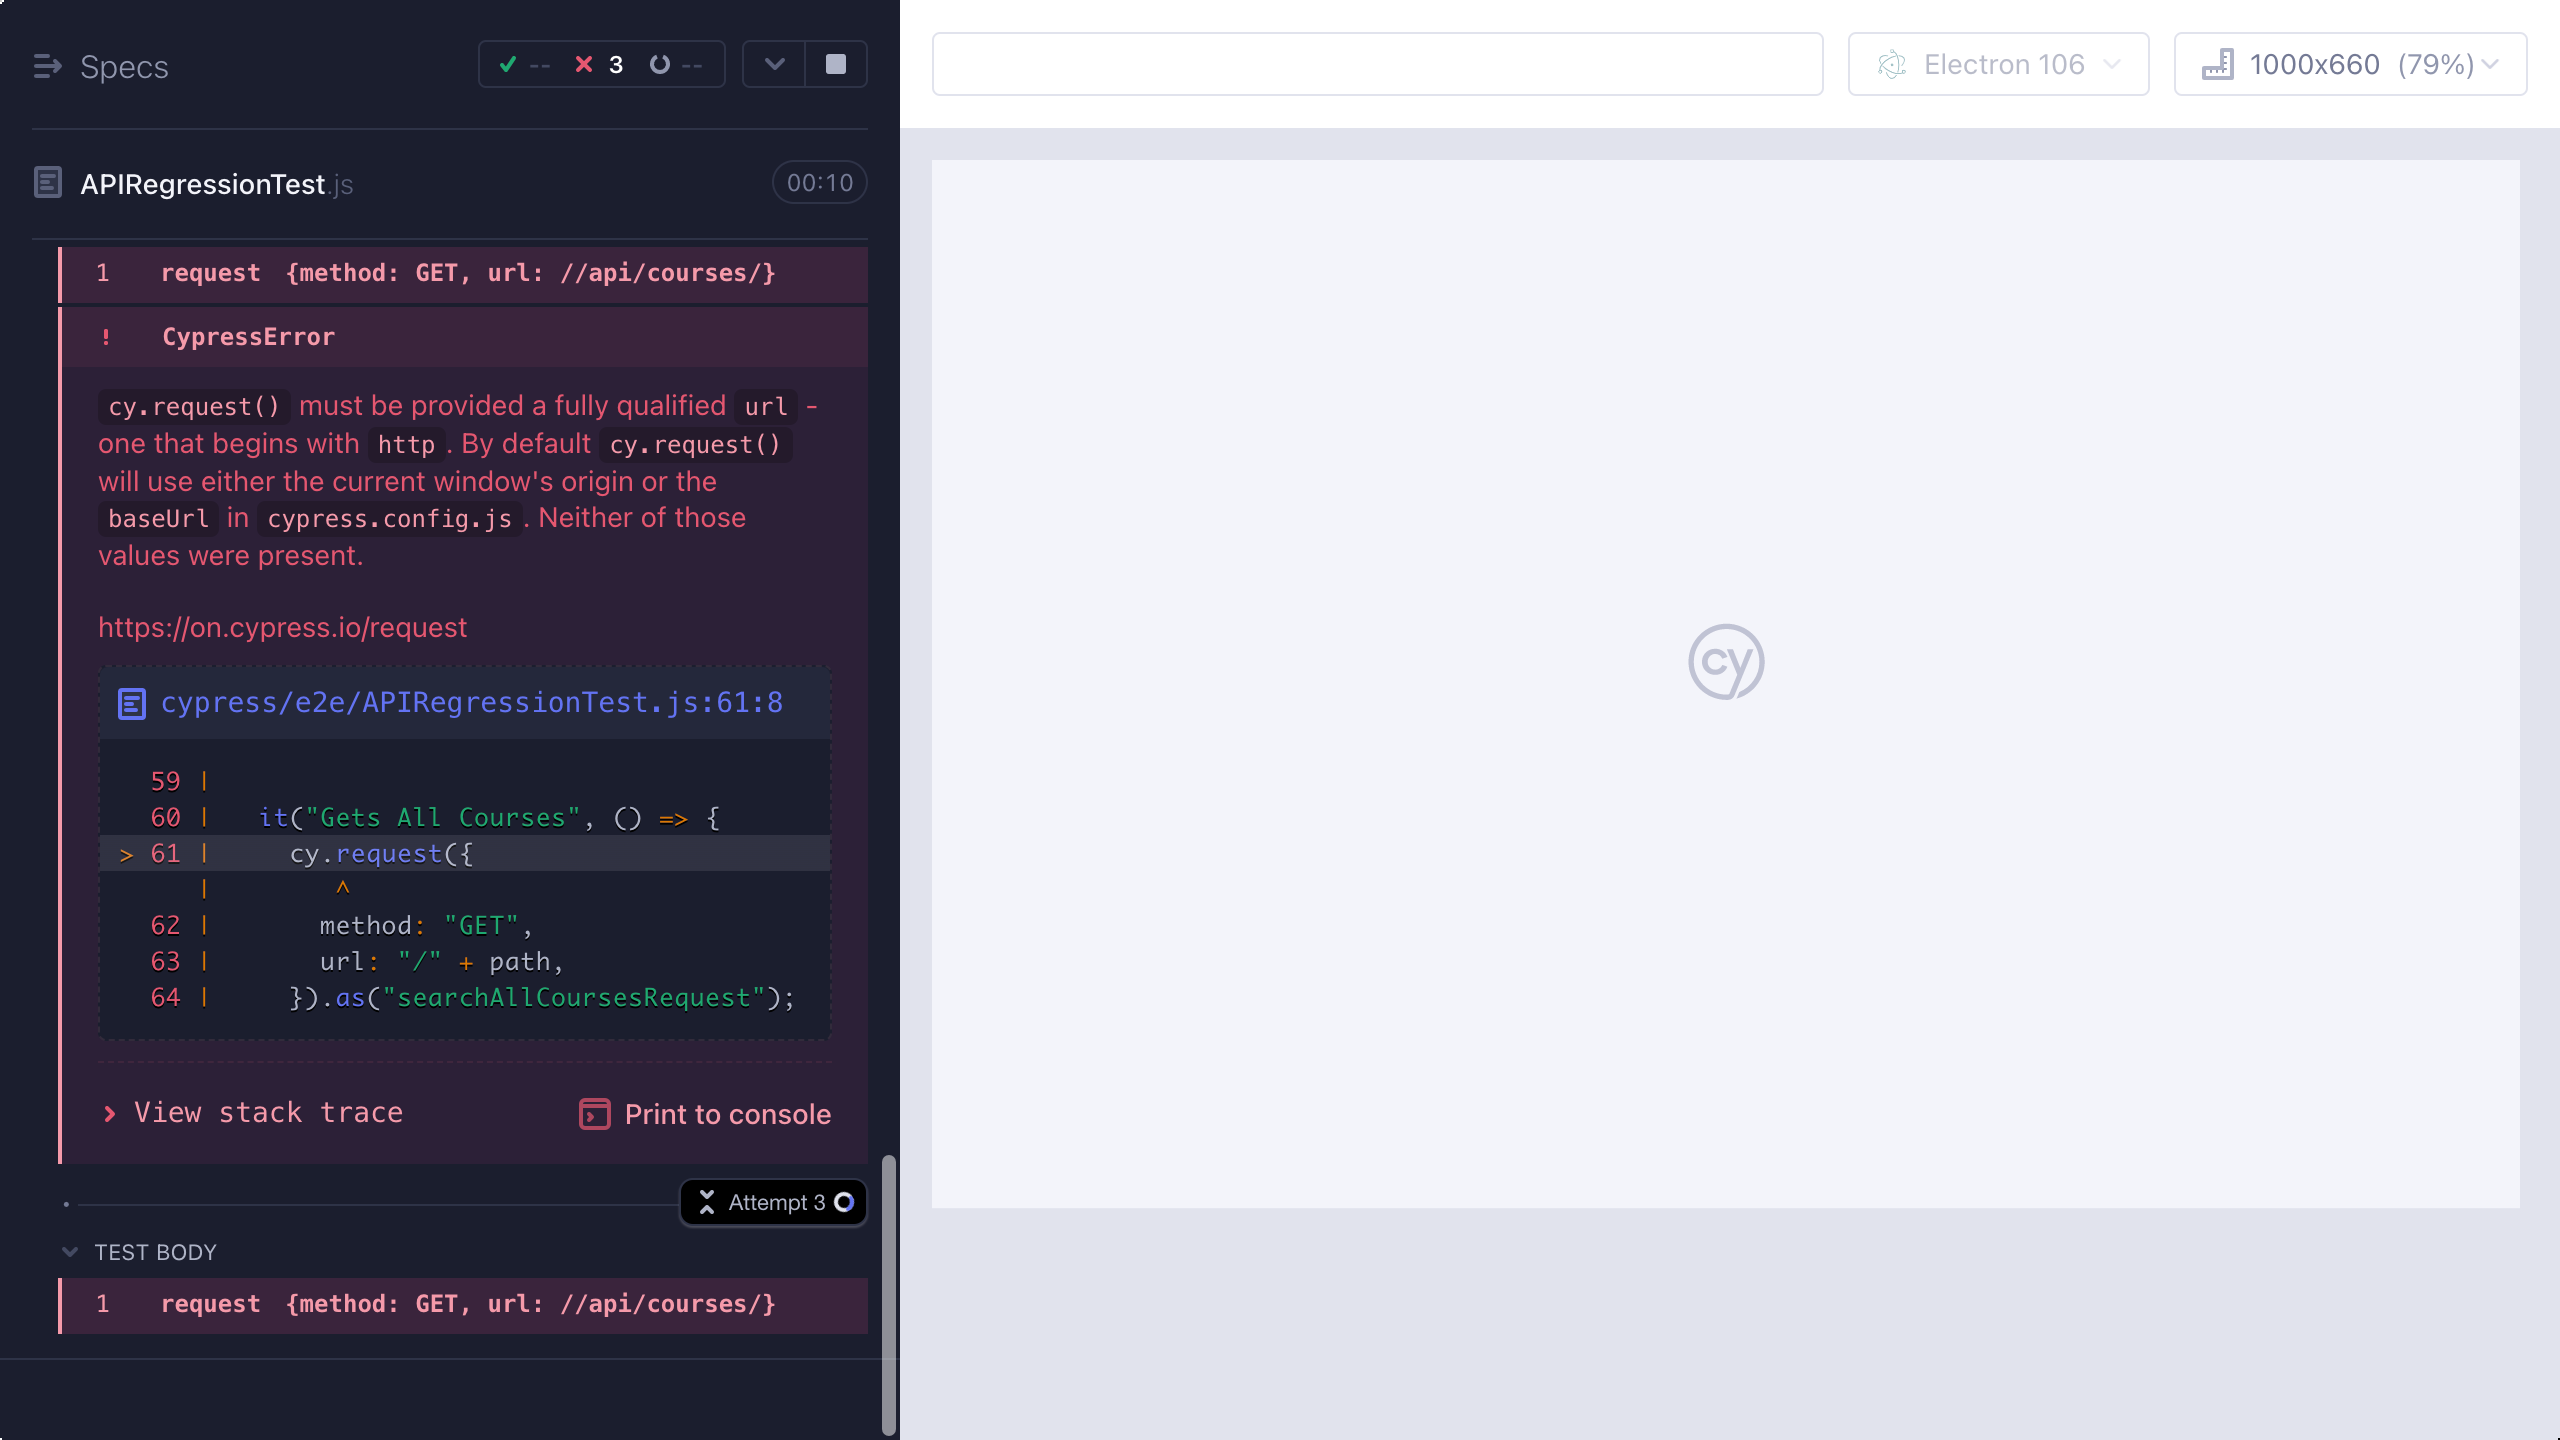 Specs
-- 3 --
APIRegressionTest.js
00:10
1 request {method: GET, url: //api/courses/}
! CypressError
cy.request() must be provided a fully qualified url -
one that begins with http. By default cy.request()
will use either the current window's origin or the
baseUrl in cypress.config.js. Neither of those
values were present.
https://on.cypress.io/request
cypress/e2e/APIRegressionTest.js:61:8
59 |
60 | it("Gets All Courses", () => {
> 61 | cy.request({
| ^
62 | method: "GET",
63 | url: "/" + path,
64 | }).as("searchAllCoursesRequest");
View stack trace
Print to console
Attempt 3
TEST BODY
1 request {method: GET, url: //api/courses/}
Electron 106
1000x660 (79%)
cy